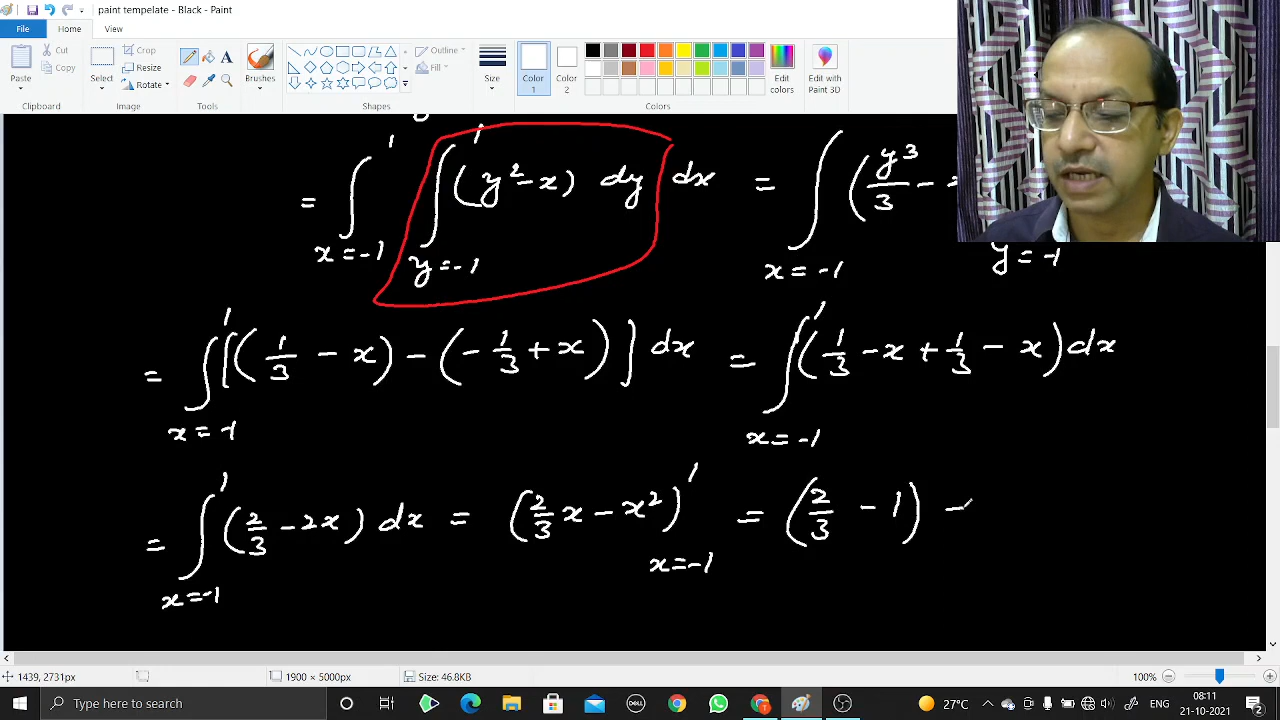 paint tempelate - Build - Paint
File Home View
Cut Crop Outline
Paste Copy Select Resize Rotate Brushes Fill Size Color 1 Color 2 Edit colors Edit with Paint 3D
Clipboard Image Tools Shapes Colors
= ∫_{x=-1}^{1} ∫_{y=-1}^{1} (y²-x) dy dx = ∫_{x=-1} (y³/3 -
y=-1
= ∫_{x=-1}^{1} [(1/3 - x) - (-1/3 + x)] dx = ∫_{x=-1}^{1} (1/3 - x + 1/3 - x) dx
= ∫_{x=-1}^{1} (2/3 - 2x) dx = (2/3 x - x²)_{x=-1}^{1} = (2/3 - 1) -
1439, 2731px 1900 × 5000px Size: 46.8KB 100%
Type here to search DELL 27°C ENG 08:11
21-10-2021